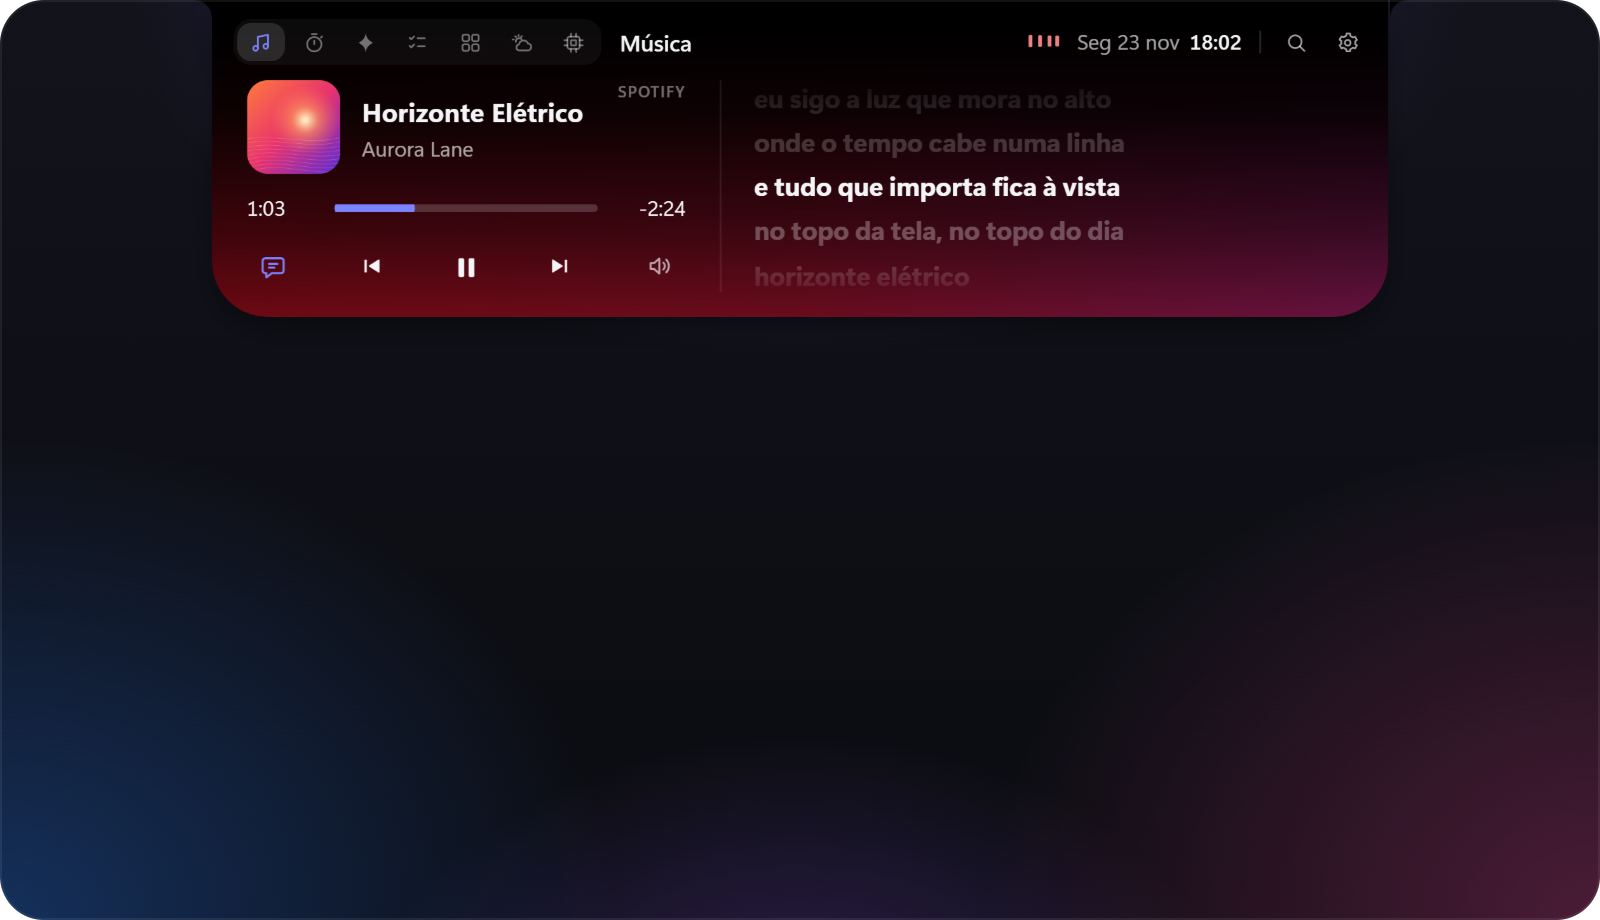 Música
Seg 23 nov 18:02
Horizonte Elétrico
SPOTIFY
Aurora Lane
1:03
-2:24
eu sigo a luz que mora no alto
onde o tempo cabe numa linha
e tudo que importa fica à vista
no topo da tela, no topo do dia
horizonte elétrico